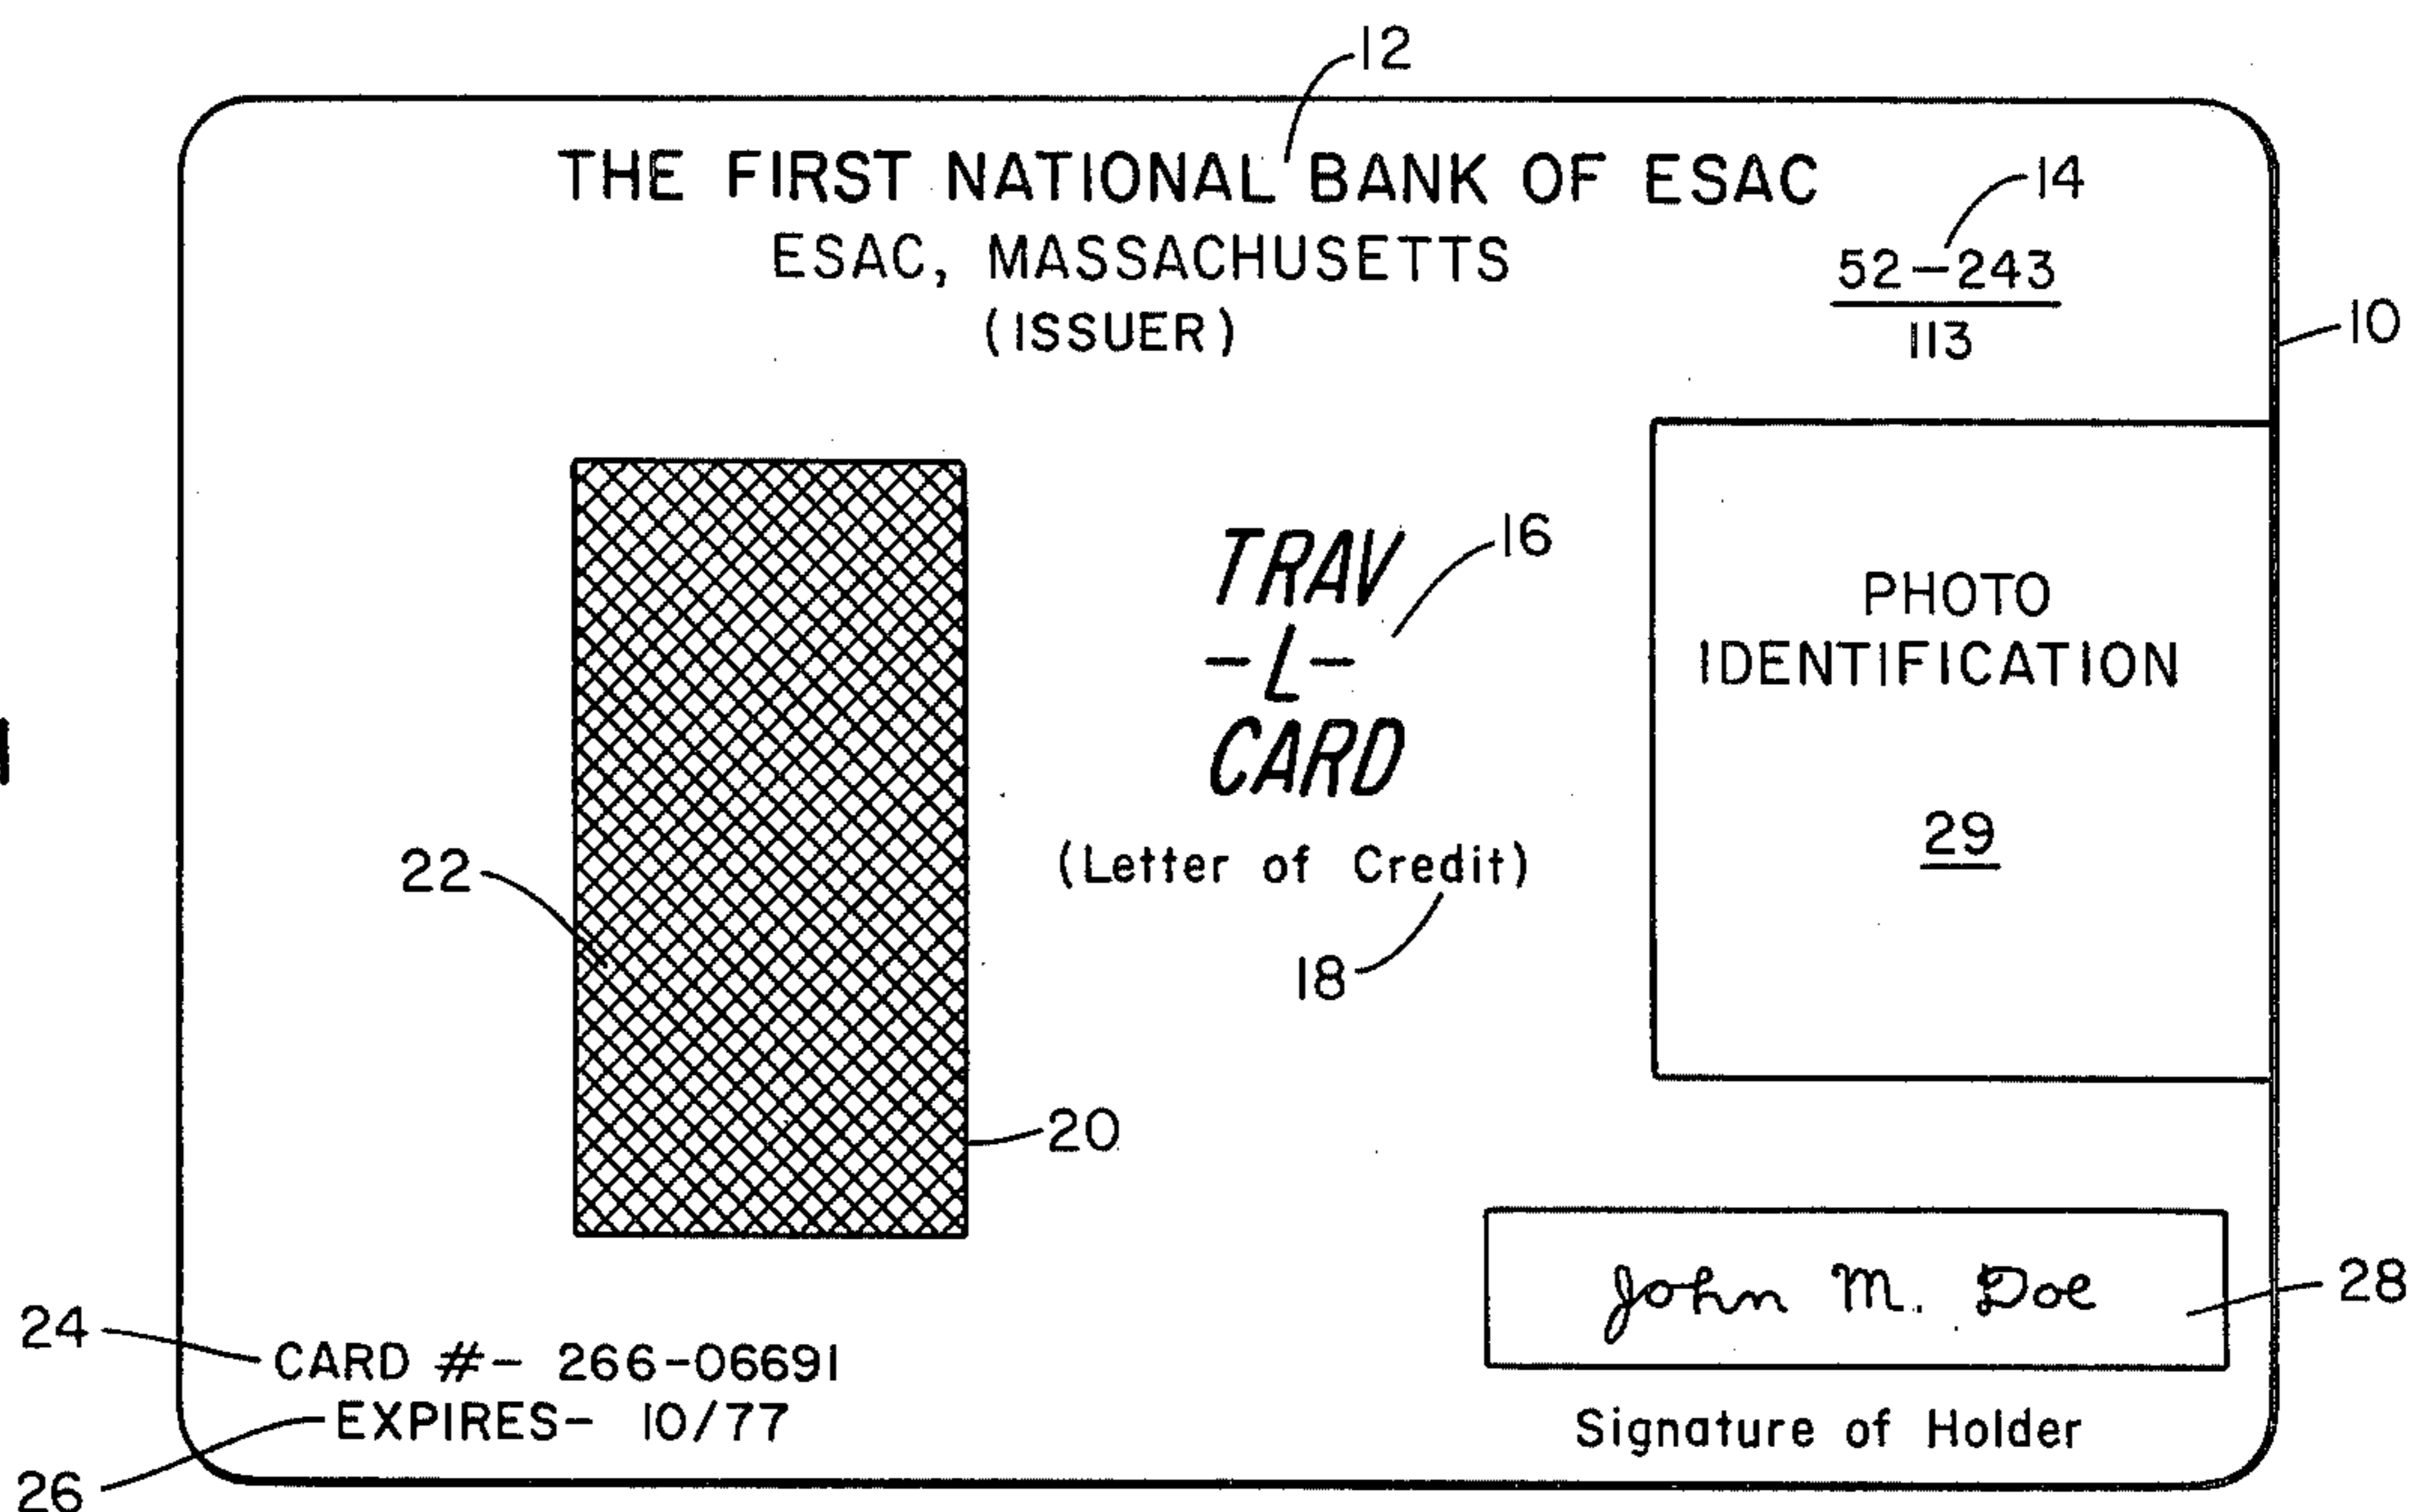 12
THE FIRST NATIONAL BANK OF ESAC
14
ESAC, MASSACHUSETTS
52-243
(ISSUER)
113
10
TRAV
16
-L-
CARD
PHOTO
IDENTIFICATION
29
22
(Letter of Credit)
18
20
John M. Doe
28
24
CARD #- 266-06691
EXPIRES- 10/77
Signature of Holder
26